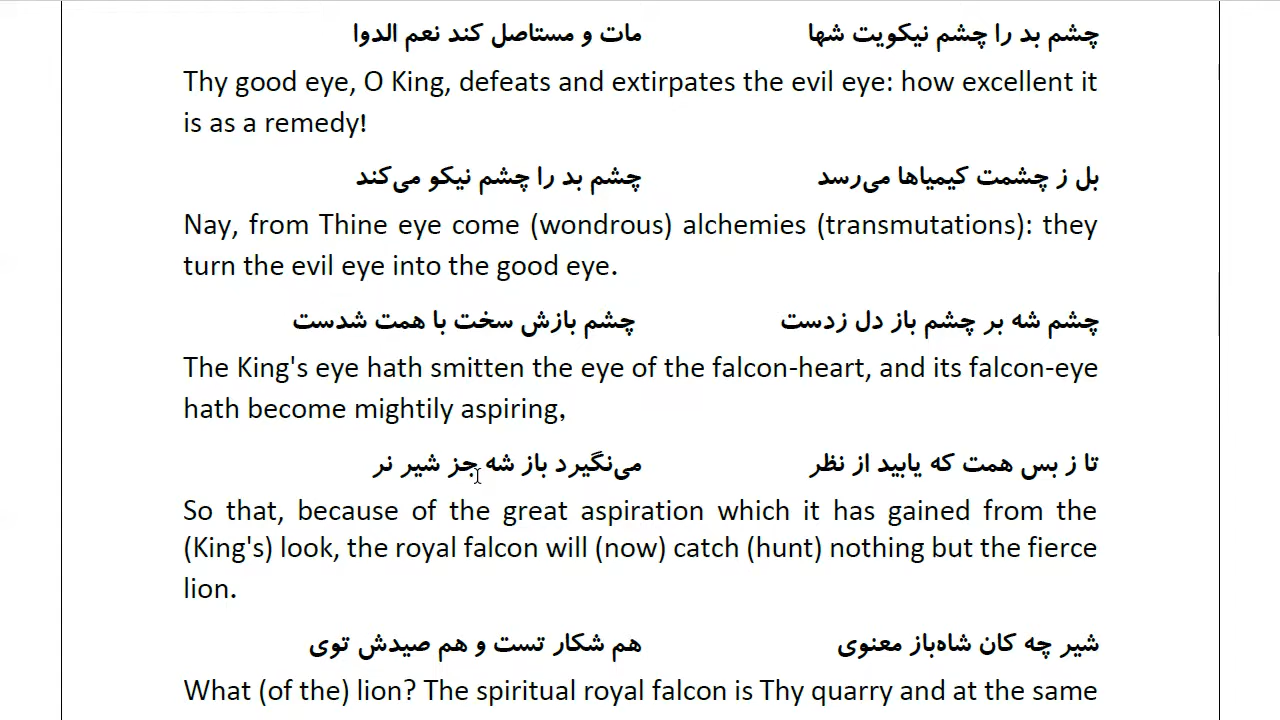 چشم بد را چشم نیکویت شها مات و مستاصل کند نعم الدوا
Thy good eye, O King, defeats and extirpates the evil eye: how excellent it
is as a remedy!
بل ز چشمت کیمیاها می‌رسد چشم بد را چشم نیکو می‌کند
Nay, from Thine eye come (wondrous) alchemies (transmutations): they
turn the evil eye into the good eye.
چشم شه بر چشم باز دل زدست چشم بازش سخت با همت شدست
The King's eye hath smitten the eye of the falcon-heart, and its falcon-eye
hath become mightily aspiring,
تا ز بس همت که یابید از نظر می‌نگیرد باز شه جز شیر نر
So that, because of the great aspiration which it has gained from the
(King's) look, the royal falcon will (now) catch (hunt) nothing but the fierce
lion.
شیر چه کان شاه‌باز معنوی هم شکار تست و هم صیدش توی
What (of the) lion? The spiritual royal falcon is Thy quarry and at the same